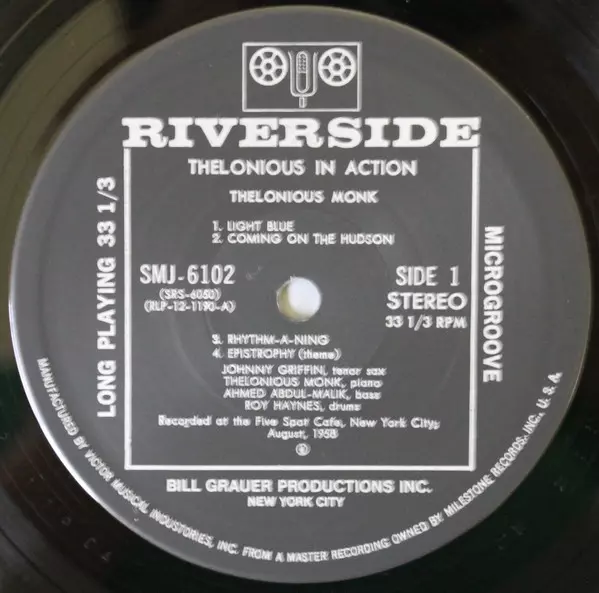 RIVERSIDE
THELONIOUS IN ACTION
THELONIOUS MONK
1. LIGHT BLUE
2. COMING ON THE HUDSON
SMJ-6102
(SRS-6050)
(RLP-12-1190-A)
SIDE 1
STEREO
33 1/3 RPM
3. RHYTHM-A-NING
4. EPISTROPHY (theme)
JOHNNY GRIFFIN, tenor sax
THELONIOUS MONK, piano
AHMED ABDUL-MALIK, bass
ROY HAYNES, drums
Recorded at the Five Spot Cafe, New York City;
August, 1958
℗
BILL GRAUER PRODUCTIONS INC.
NEW YORK CITY
LONG PLAYING 33 1/3
MICROGROOVE
MANUFACTURED BY VICTOR MUSICAL INDUSTRIES, INC. FROM A MASTER RECORDING OWNED BY MILESTONE RECORDS, INC., U.S.A.